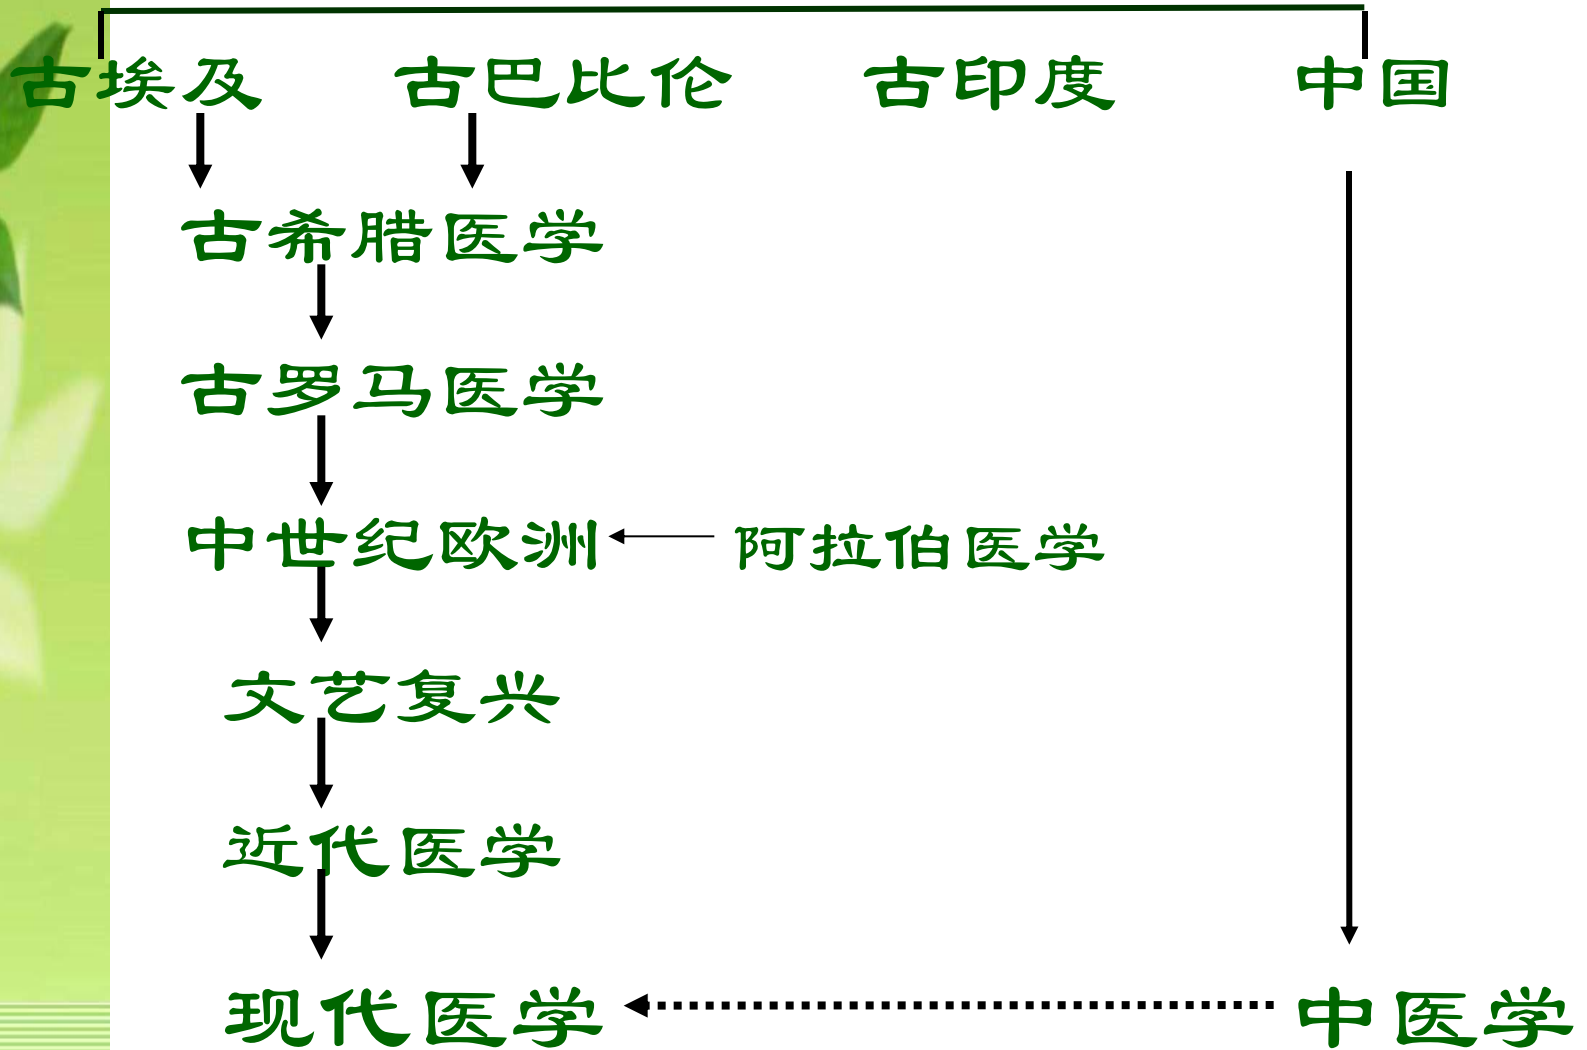 古埃及 古巴比伦 古印度 中国
古希腊医学
古罗马医学
中世纪欧洲 阿拉伯医学
文艺复兴
近代医学
现代医学 中医学